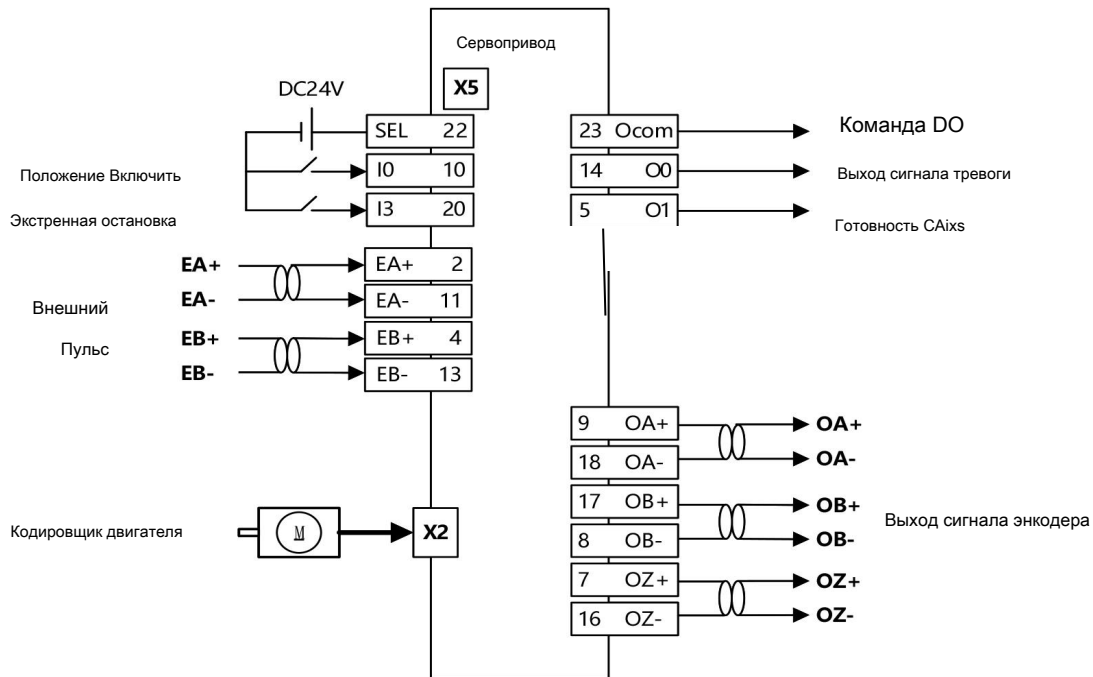 Сервопривод
X5
DC24V
SEL 22
I0 10
I3 20
Положение Включить
Экстренная остановка
23 Ocom
14 O0
5 O1
Команда DO
Выход сигнала тревоги
Готовность CAixs
EA+
EA-
EB+
EB-
Внешний
Пульс
EA+ 2
EA- 11
EB+ 4
EB- 13
9 OA+
18 OA-
17 OB+
8 OB-
7 OZ+
16 OZ-
OA+
OA-
OB+
OB-
OZ+
OZ-
Выход сигнала энкодера
Кодировщик двигателя
M
X2